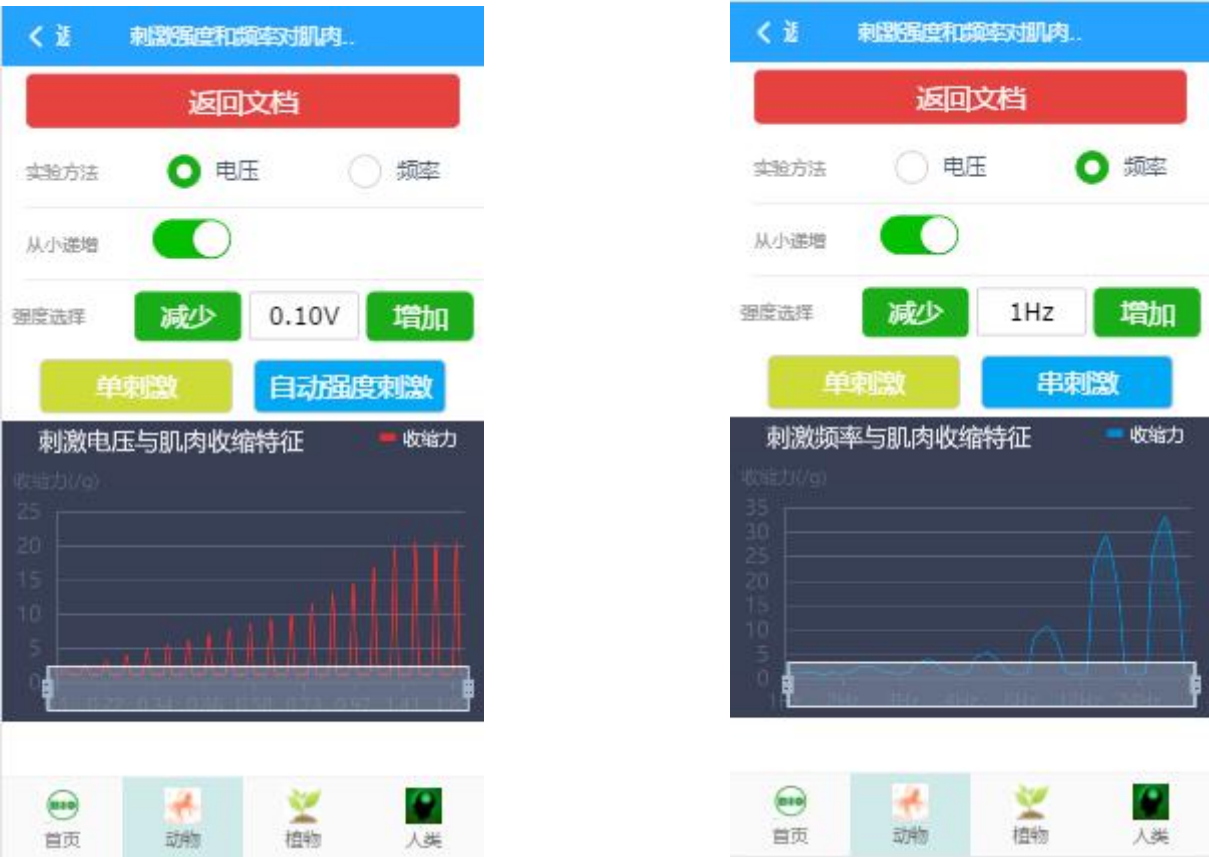 返 刺激强度和频率对肌肉..
返回文档
实验方法 电压 频率
从小递增
强度选择 减少 0.10V 增加
单刺激 自动强度刺激
刺激电压与肌肉收缩特征 收缩力
收缩力(/g)
25
20
15
10
5
0
首页 动物 植物 人类
返 刺激强度和频率对肌肉..
返回文档
实验方法 电压 频率
从小递增
强度选择 减少 1Hz 增加
单刺激 串刺激
刺激频率与肌肉收缩特征 收缩力
收缩力(/g)
35
30
25
20
15
10
5
0
首页 动物 植物 人类